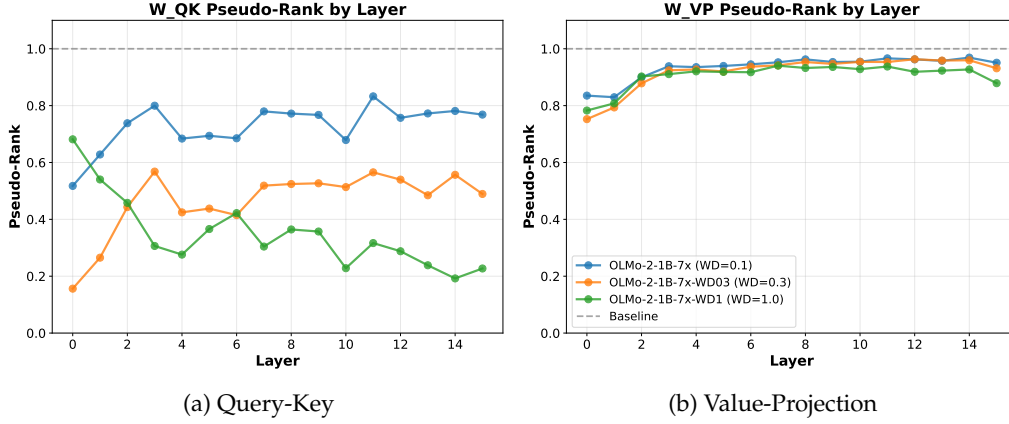 W_QK Pseudo-Rank by Layer
1.0
0.8
0.6
0.4
0.2
0.0
Pseudo-Rank
0 2 4 6 8 10 12 14
Layer
(a) Query-Key
W_VP Pseudo-Rank by Layer
1.0
0.8
0.6
0.4
0.2
0.0
Pseudo-Rank
OLMo-2-1B-7x (WD=0.1)
OLMo-2-1B-7x-WD03 (WD=0.3)
OLMo-2-1B-7x-WD1 (WD=1.0)
Baseline
0 2 4 6 8 10 12 14
Layer
(b) Value-Projection